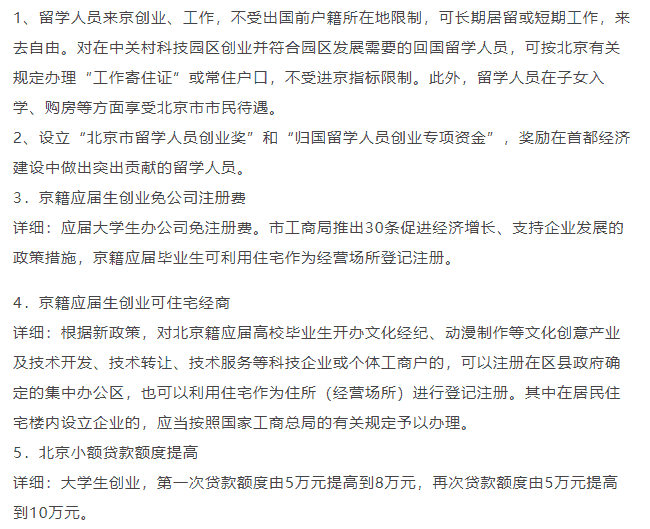 1、留学人员来京创业、工作，不受出国前户籍所在地限制，可长期居留或短期工作，来
去自由。对在中关村科技园区创业并符合园区发展需要的回国留学人员，可按北京有关
规定办理“工作寄住证”或常住户口，不受进京指标限制。此外，留学人员在子女入
学、购房等方面享受北京市市民待遇。
2、设立“北京市留学人员创业奖”和“归国留学人员创业专项资金”，奖励在首都经济
建设中做出突出贡献的留学人员。
3．京籍应届生创业免公司注册费
详细：应届大学生办公司免注册费。市工商局推出30条促进经济增长、支持企业发展的
政策措施，京籍应届毕业生可利用住宅作为经营场所登记注册。
4．京籍应届生创业可住宅经商
详细：根据新政策，对北京籍应届高校毕业生开办文化经纪、动漫制作等文化创意产业
及技术开发、技术转让、技术服务等科技企业或个体工商户的，可以注册在区县政府确
定的集中办公区，也可以利用住宅作为住所（经营场所）进行登记注册。其中在居民住
宅楼内设立企业的，应当按照国家工商总局的有关规定予以办理。
5．北京小额贷款额度提高
详细：大学生创业，第一次贷款额度由5万元提高到8万元，再次贷款额度由5万元提高
到10万元。